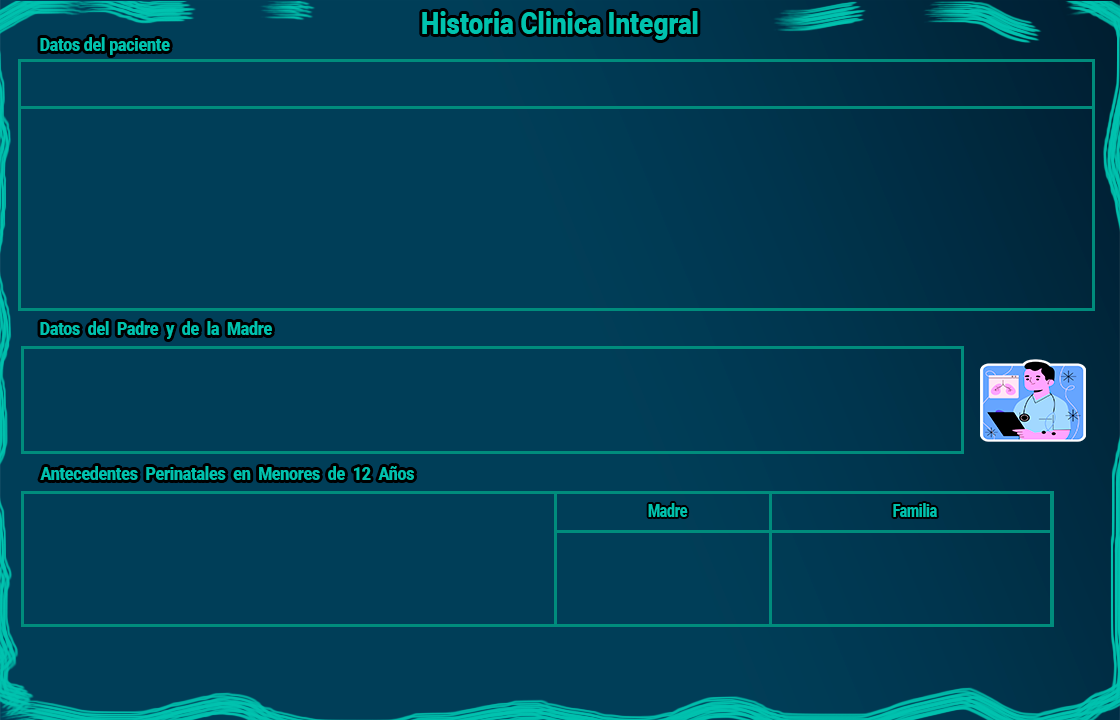 Historia Clinica Integral
Datos del paciente
Datos del Padre y de la Madre
Antecedentes Perinatales en Menores de 12 Años
Madre
Familia